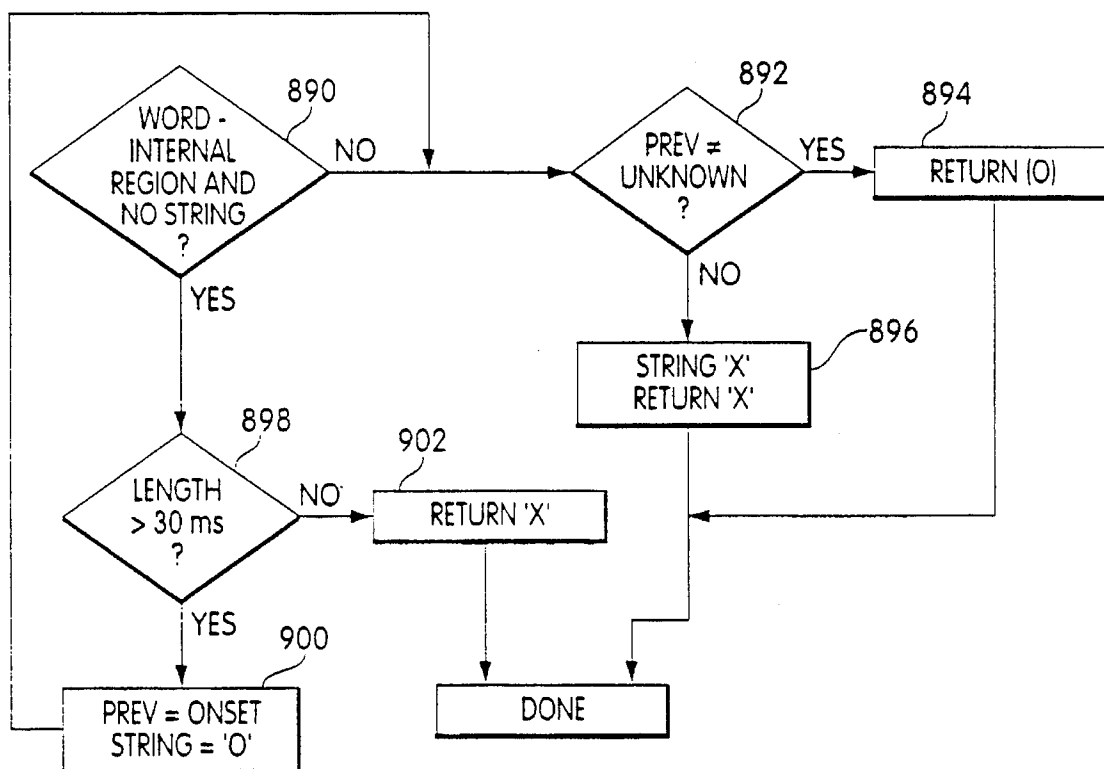 890
WORD -
INTERNAL
REGION AND
NO STRING
?
NO
YES
892
PREV ≠
UNKNOWN
?
YES
NO
894
RETURN (O)
896
STRING 'X'
RETURN 'X'
898
LENGTH
> 30 ms
?
NO
YES
902
RETURN 'X'
900
PREV = ONSET
STRING = 'O'
DONE